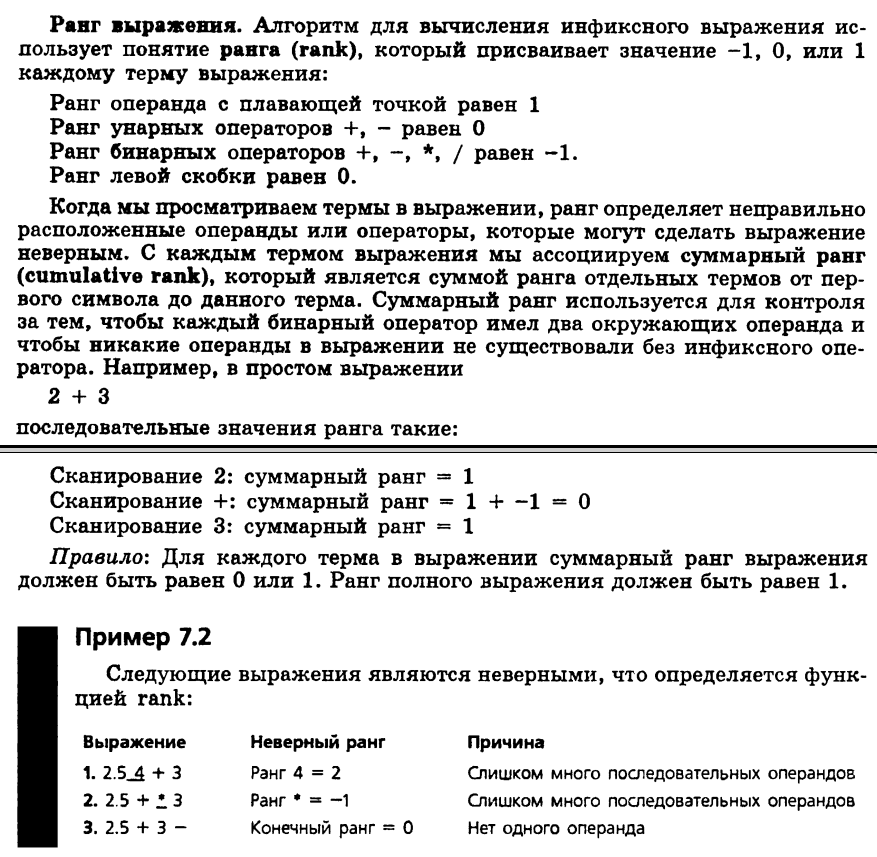 Ранг выражения. Алгоритм для вычисления инфиксного выражения ис-
пользует понятие ранга (rank), который присваивает значение −1, 0, или 1
каждому терму выражения:
Ранг операнда с плавающей точкой равен 1
Ранг унарных операторов +, − равен 0
Ранг бинарных операторов +, −, *, / равен −1.
Ранг левой скобки равен 0.
Когда мы просматриваем термы в выражении, ранг определяет неправильно
расположенные операнды или операторы, которые могут сделать выражение
неверным. С каждым термом выражения мы ассоциируем суммарный ранг
(cumulative rank), который является суммой ранга отдельных термов от пер-
вого символа до данного терма. Суммарный ранг используется для контроля
за тем, чтобы каждый бинарный оператор имел два окружающих операнда и
чтобы никакие операнды в выражении не существовали без инфиксного опе-
ратора. Например, в простом выражении
2 + 3
последовательные значения ранга такие:
Сканирование 2: суммарный ранг = 1
Сканирование +: суммарный ранг = 1 + −1 = 0
Сканирование 3: суммарный ранг = 1
Правило: Для каждого терма в выражении суммарный ранг выражения
должен быть равен 0 или 1. Ранг полного выражения должен быть равен 1.
Пример 7.2
Следующие выражения являются неверными, что определяется функ-
цией rank:
Выражение Неверный ранг Причина
1. 2.5 4 + 3 Ранг 4 = 2 Слишком много последовательных операндов
2. 2.5 + * 3 Ранг * = −1 Слишком много последовательных операндов
3. 2.5 + 3 − Конечный ранг = 0 Нет одного операнда